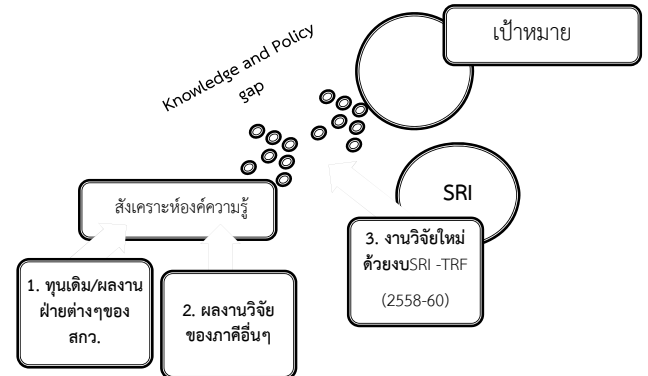 เป้าหมาย
Knowledge and Policy
gap
สังเคราะห์องค์ความรู้
SRI
1. ทุนเดิม/ผลงาน
ฝ่ายต่างๆของ
สกว.
2. ผลงานวิจัย
ของภาคีอื่นๆ
3. งานวิจัยใหม่
ด้วยงบSRI -TRF
(2558-60)